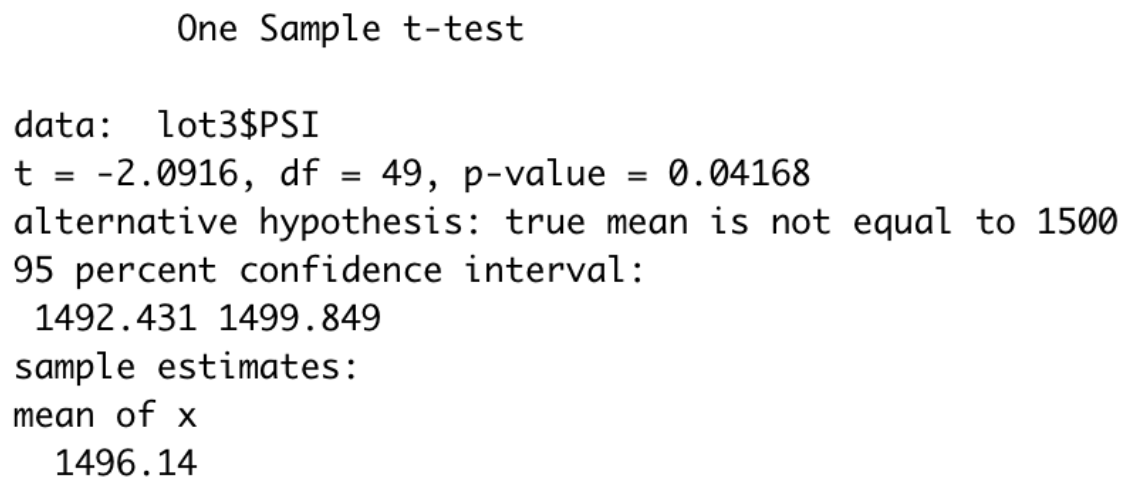 One Sample t-test
data:  lot3$PSI
t = -2.0916, df = 49, p-value = 0.04168
alternative hypothesis: true mean is not equal to 1500
95 percent confidence interval:
1492.431 1499.849
sample estimates:
mean of x
1496.14